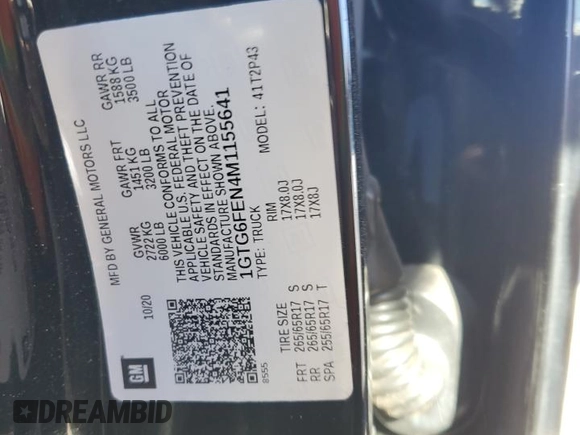 MFD BY GENERAL MOTORS LLC
10/20
GVWR
2722 KG
6000 LB
GAWR FRT
1451 KG
3200 LB
GAWR RR
1588 KG
3500 LB
THIS VEHICLE CONFORMS TO ALL
APPLICABLE U.S. FEDERAL MOTOR
VEHICLE SAFETY AND THEFT PREVENTION
STANDARDS IN EFFECT ON THE DATE OF
MANUFACTURE SHOWN ABOVE.
1GTG6FEN4M1155641
TYPE: TRUCK
MODEL: 41T2P43
GM
8555
TIRE SIZE
RIM
FRT 265/65R17 S 17X8.0J
RR 265/65R17 S 17X8.0J
SPA 255/65R17 T 17X8J
DREAMBID